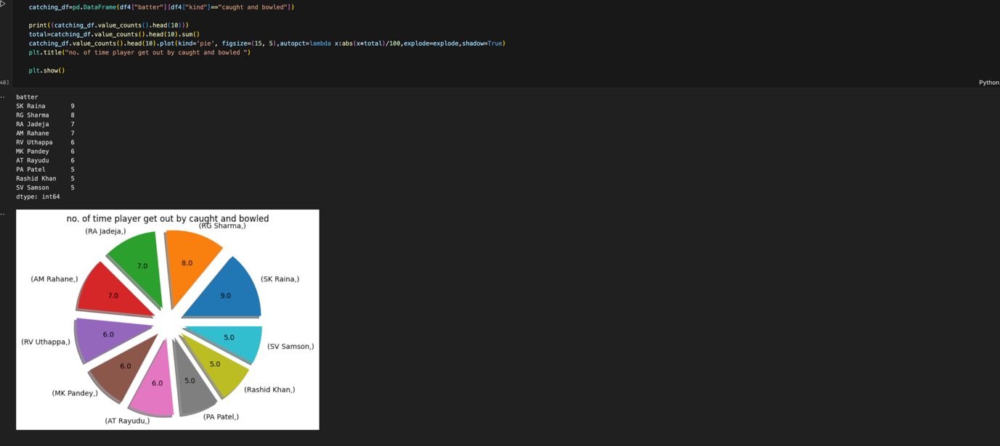 catching_df=pd.DataFrame(df4["batter"][df4["kind"]=="caught and bowled"])
print((catching_df.value_counts().head(10)))
total=catching_df.value_counts().head(10).sum()
catching_df.value_counts().head(10).plot(kind='pie', figsize=(15, 5),autopct=lambda x:abs(x*total)/100,explode=explode,shadow=True)
plt.title("no. of time player get out by caught and bowled ")
plt.show()
48]
Python
batter
SK Raina 9
RG Sharma 8
RA Jadeja 7
AM Rahane 7
RV Uthappa 6
MK Pandey 6
AT Rayudu 6
PA Patel 5
Rashid Khan 5
SV Samson 5
dtype: int64
no. of time player get out by caught and bowled
(RG Sharma,)
(RA Jadeja,)
8.0
7.0
(AM Rahane,)
(SK Raina,)
7.0
9.0
6.0
5.0
(RV Uthappa,)
(SV Samson,)
5.0
6.0
5.0
6.0
(Rashid Khan,)
(MK Pandey,)
(PA Patel,)
(AT Rayudu,)